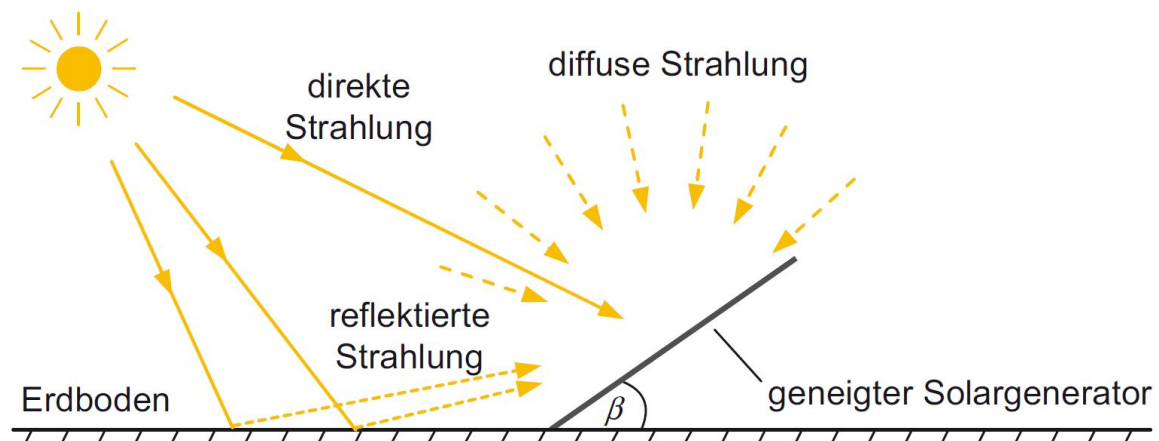 diffuse Strahlung
direkte
Strahlung
reflektierte
Strahlung
Erdboden
β
geneigter Solargenerator